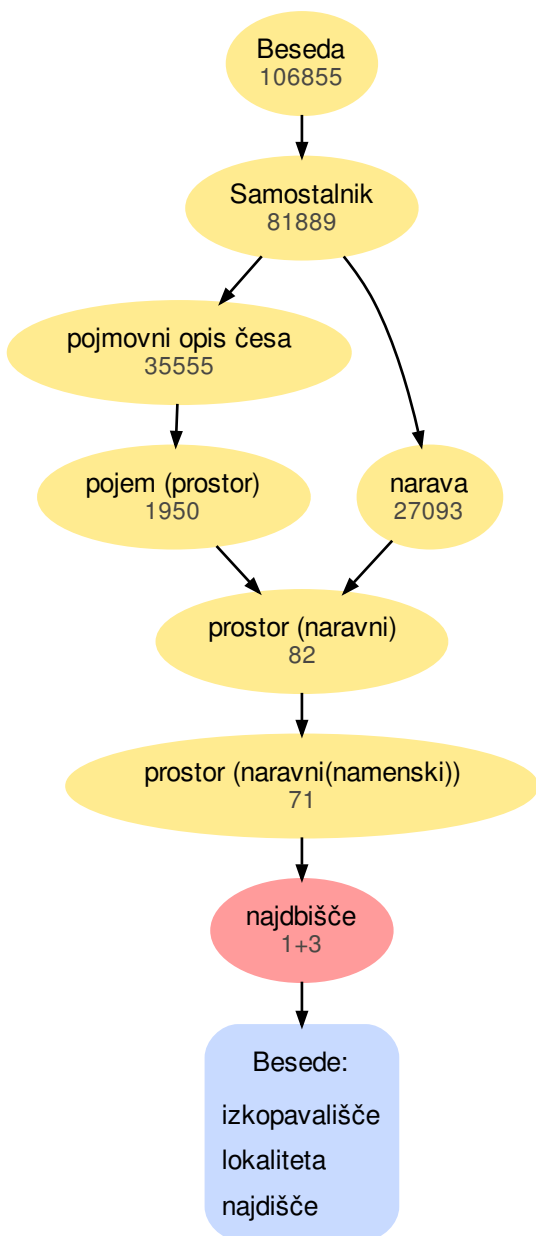 Beseda
106855
Samostalnik
81889
pojmovni opis česa
35555
pojem (prostor)
1950
narava
27093
prostor (naravni)
82
prostor (naravni(namenski))
71
najdbišče
1+3
Besede:
izkopavališče
lokaliteta
najdišče